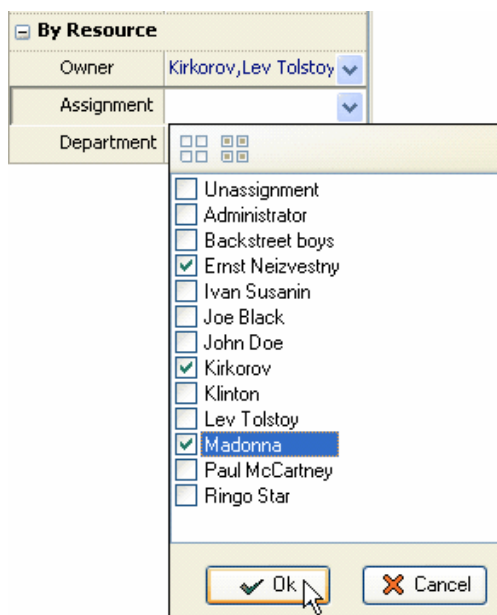 By Resource
Owner Kirkorov,Lev Tolstoy
Assignment
Department
Unassignment
Administrator
Backstreet boys
Ernst Neizvestny
Ivan Susanin
Joe Black
John Doe
Kirkorov
Klinton
Lev Tolstoy
Madonna
Paul McCartney
Ringo Star
Ok Cancel